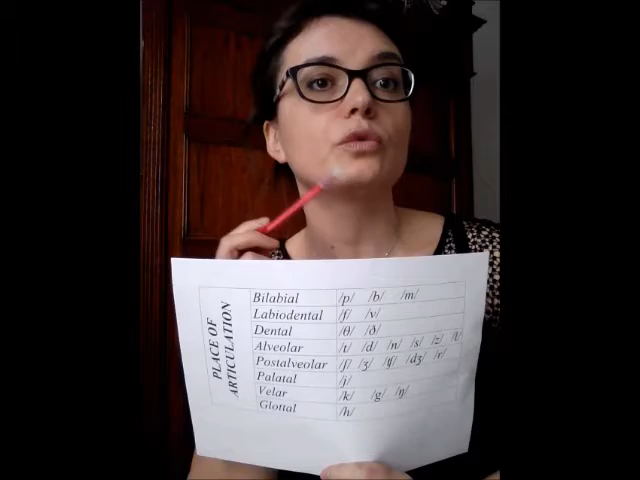 PLACE OF
ARTICULATION
Bilabial /p/ /b/ /m/
Labiodental /f/ /v/
Dental /θ/ /ð/
Alveolar /t/ /d/ /n/ /s/ /z/ /l/
Postalveolar /ʃ/ /ʒ/ /tʃ/ /dʒ/ /r/
Palatal /j/
Velar /k/ /g/ /ŋ/
Glottal /h/